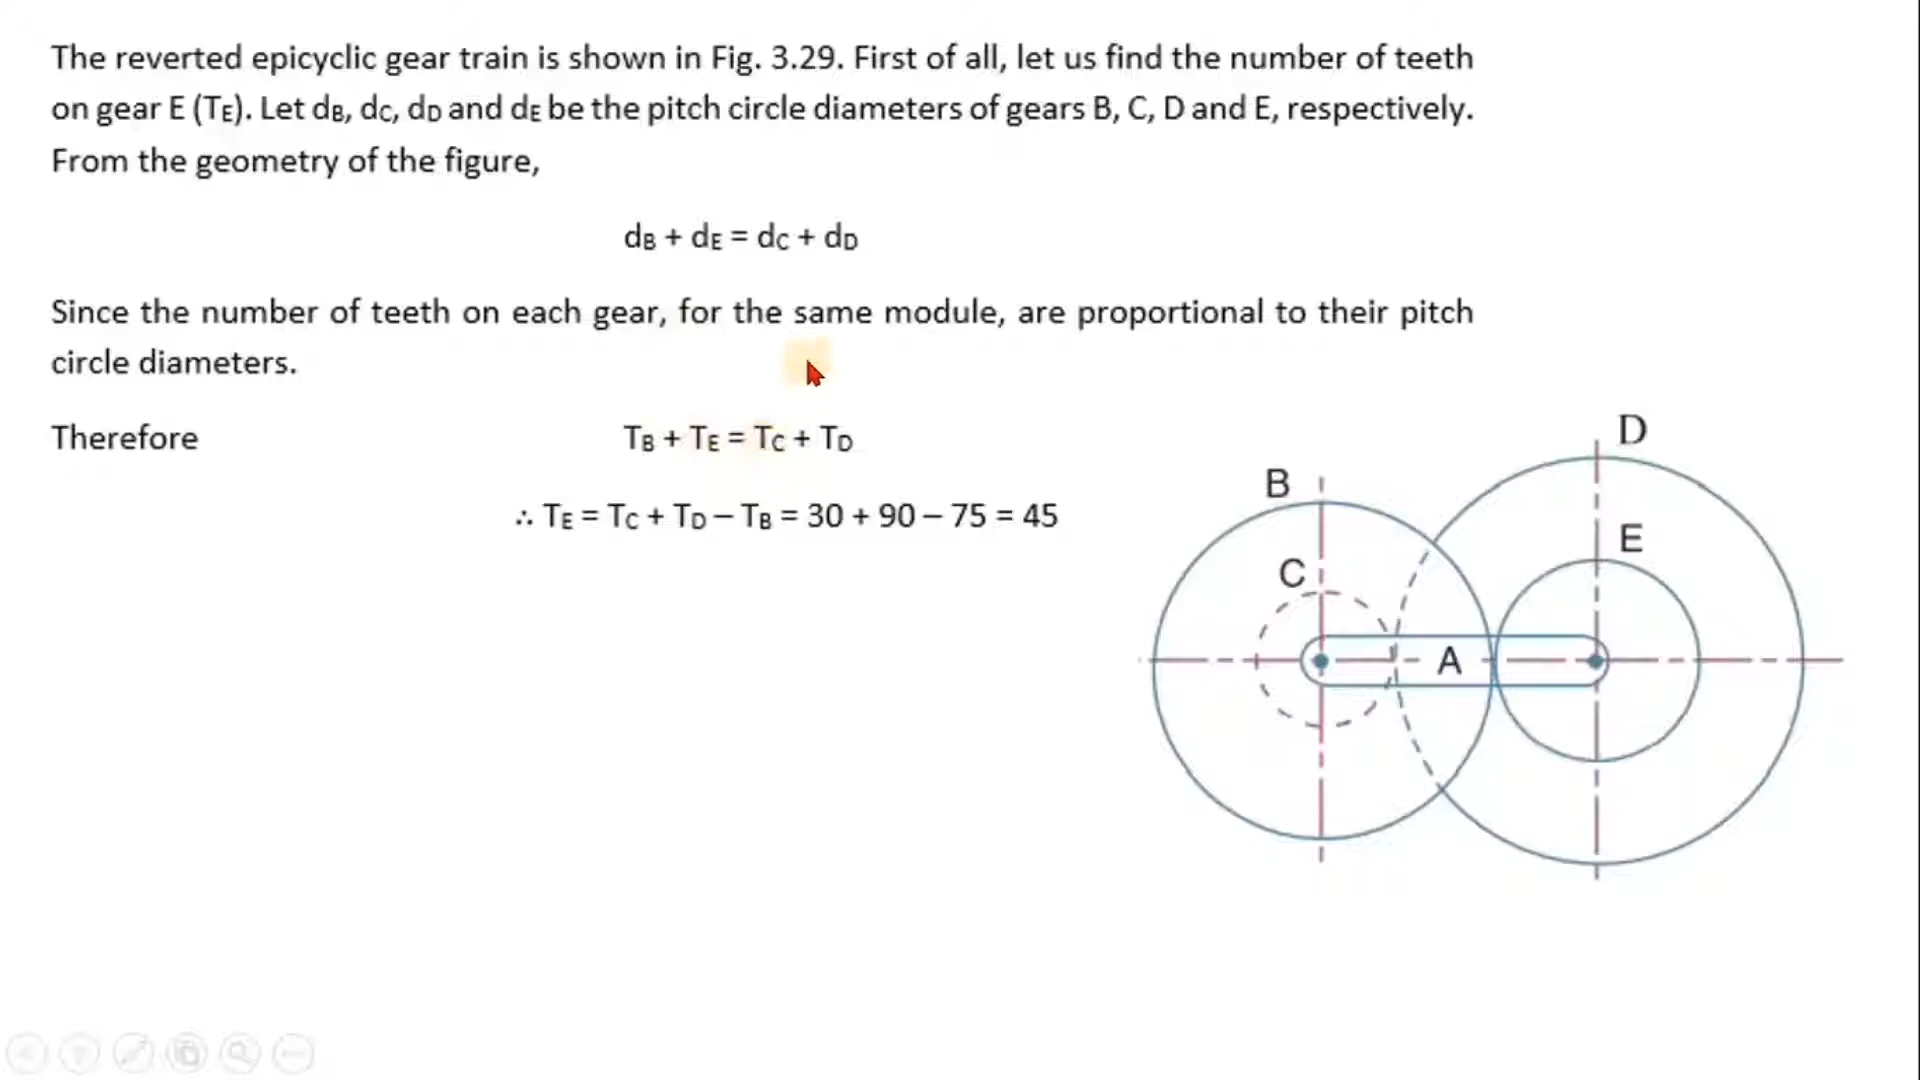 The reverted epicyclic gear train is shown in Fig. 3.29. First of all, let us find the number of teeth
on gear E (TE). Let dB, dC, dD and dE be the pitch circle diameters of gears B, C, D and E, respectively.
From the geometry of the figure,
dB + dE = dC + dD
Since the number of teeth on each gear, for the same module, are proportional to their pitch
circle diameters.
Therefore TB + TE = TC + TD
∴ TE = TC + TD – TB = 30 + 90 – 75 = 45
D
B
E
C
A